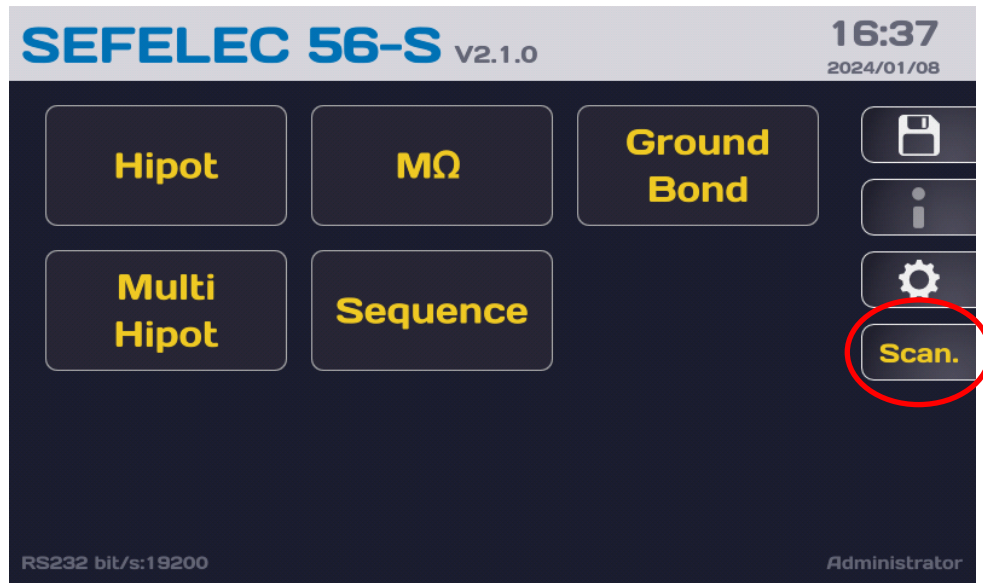 SEFELEC 56-S V2.1.0
16:37
2024/01/08
Hipot
MΩ
Ground
Bond
Multi
Hipot
Sequence
Scan.
RS232 bit/s:19200
Administrator